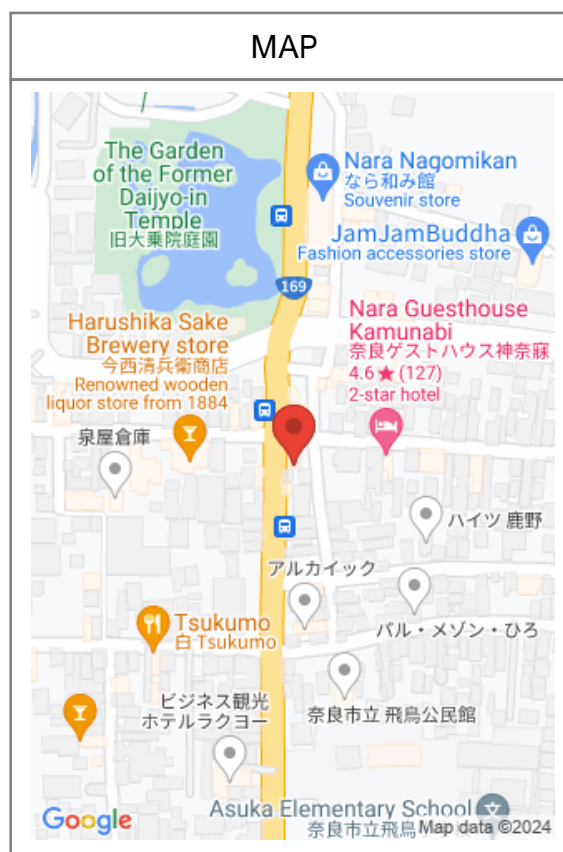 MAP
The Garden
of the Former
Daijyo-in
Temple
旧大乗院庭園
Nara Nagomikan
なら和み館
Souvenir store
JamJamBuddha
Fashion accessories store
169
Nara Guesthouse
Kamunabi
奈良ゲストハウス神奈寐
4.6★(127)
2-star hotel
Harushika Sake
Brewery store
今西清兵衛商店
Renowned wooden
liquor store from 1884
泉屋倉庫
ハイツ 鹿野
アルカイック
パル・メゾン・ひろ
Tsukumo
白 Tsukumo
ビジネス観光
ホテルラクヨー
奈良市立 飛鳥公民館
Asuka Elementary School
奈良市立飛鳥
Google
Map data ©2024